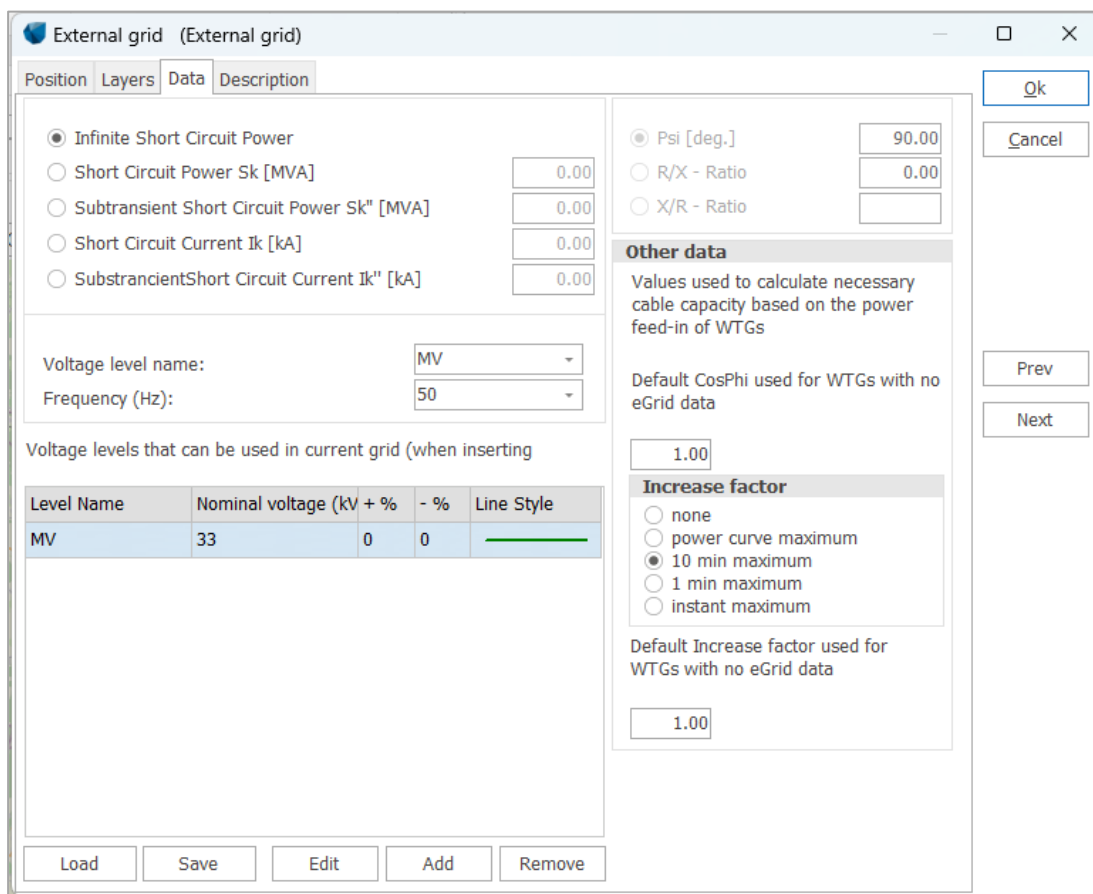 External grid (External grid)
Position Layers Data Description
Ok
Cancel
Prev
Next
Infinite Short Circuit Power
Short Circuit Power Sk [MVA] 0.00
Subtransient Short Circuit Power Sk" [MVA] 0.00
Short Circuit Current Ik [kA] 0.00
SubstrancientShort Circuit Current Ik'' [kA] 0.00
Voltage level name: MV
Frequency (Hz): 50
Voltage levels that can be used in current grid (when inserting
Level Name Nominal voltage (kV + % - % Line Style
MV 33 0 0
Load Save Edit Add Remove
Psi [deg.] 90.00
R/X - Ratio 0.00
X/R - Ratio
Other data
Values used to calculate necessary
cable capacity based on the power
feed-in of WTGs
Default CosPhi used for WTGs with no
eGrid data
1.00
Increase factor
none
power curve maximum
10 min maximum
1 min maximum
instant maximum
Default Increase factor used for
WTGs with no eGrid data
1.00